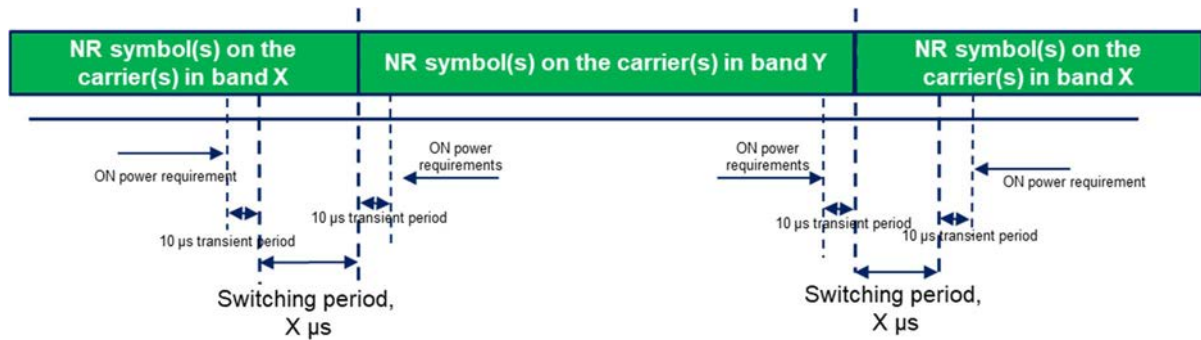 NR symbol(s) on the
carrier(s) in band X
NR symbol(s) on the carrier(s) in band Y
NR symbol(s) on the
carrier(s) in band X
ON power requirement
ON power
requirements
ON power
requirements
ON power requirement
10 µs transient period
10 µs transient period
10 µs transient period
10 µs transient period
Switching period,
X µs
Switching period,
X µs